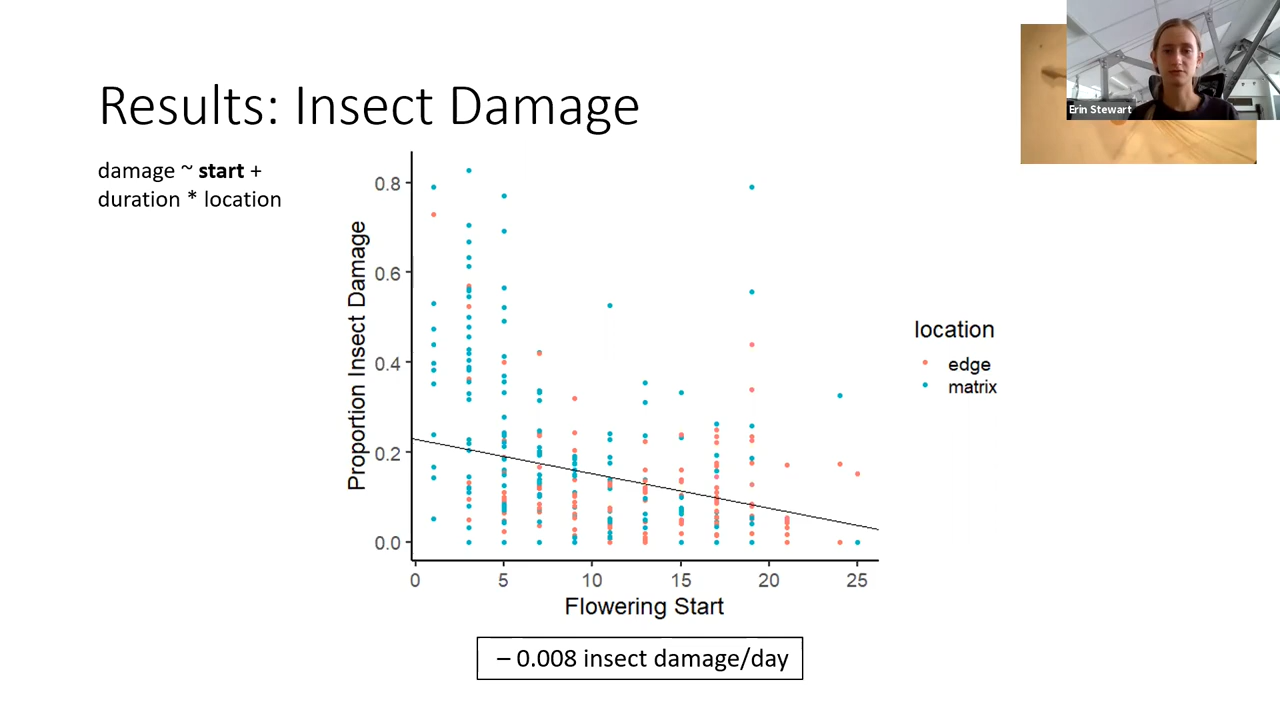 Erin Stewart
Results: Insect Damage
damage ~ start +
duration * location
Proportion Insect Damage
0.8
0.6
0.4
0.2
0.0
0 5 10 15 20 25
Flowering Start
location
edge
matrix
– 0.008 insect damage/day